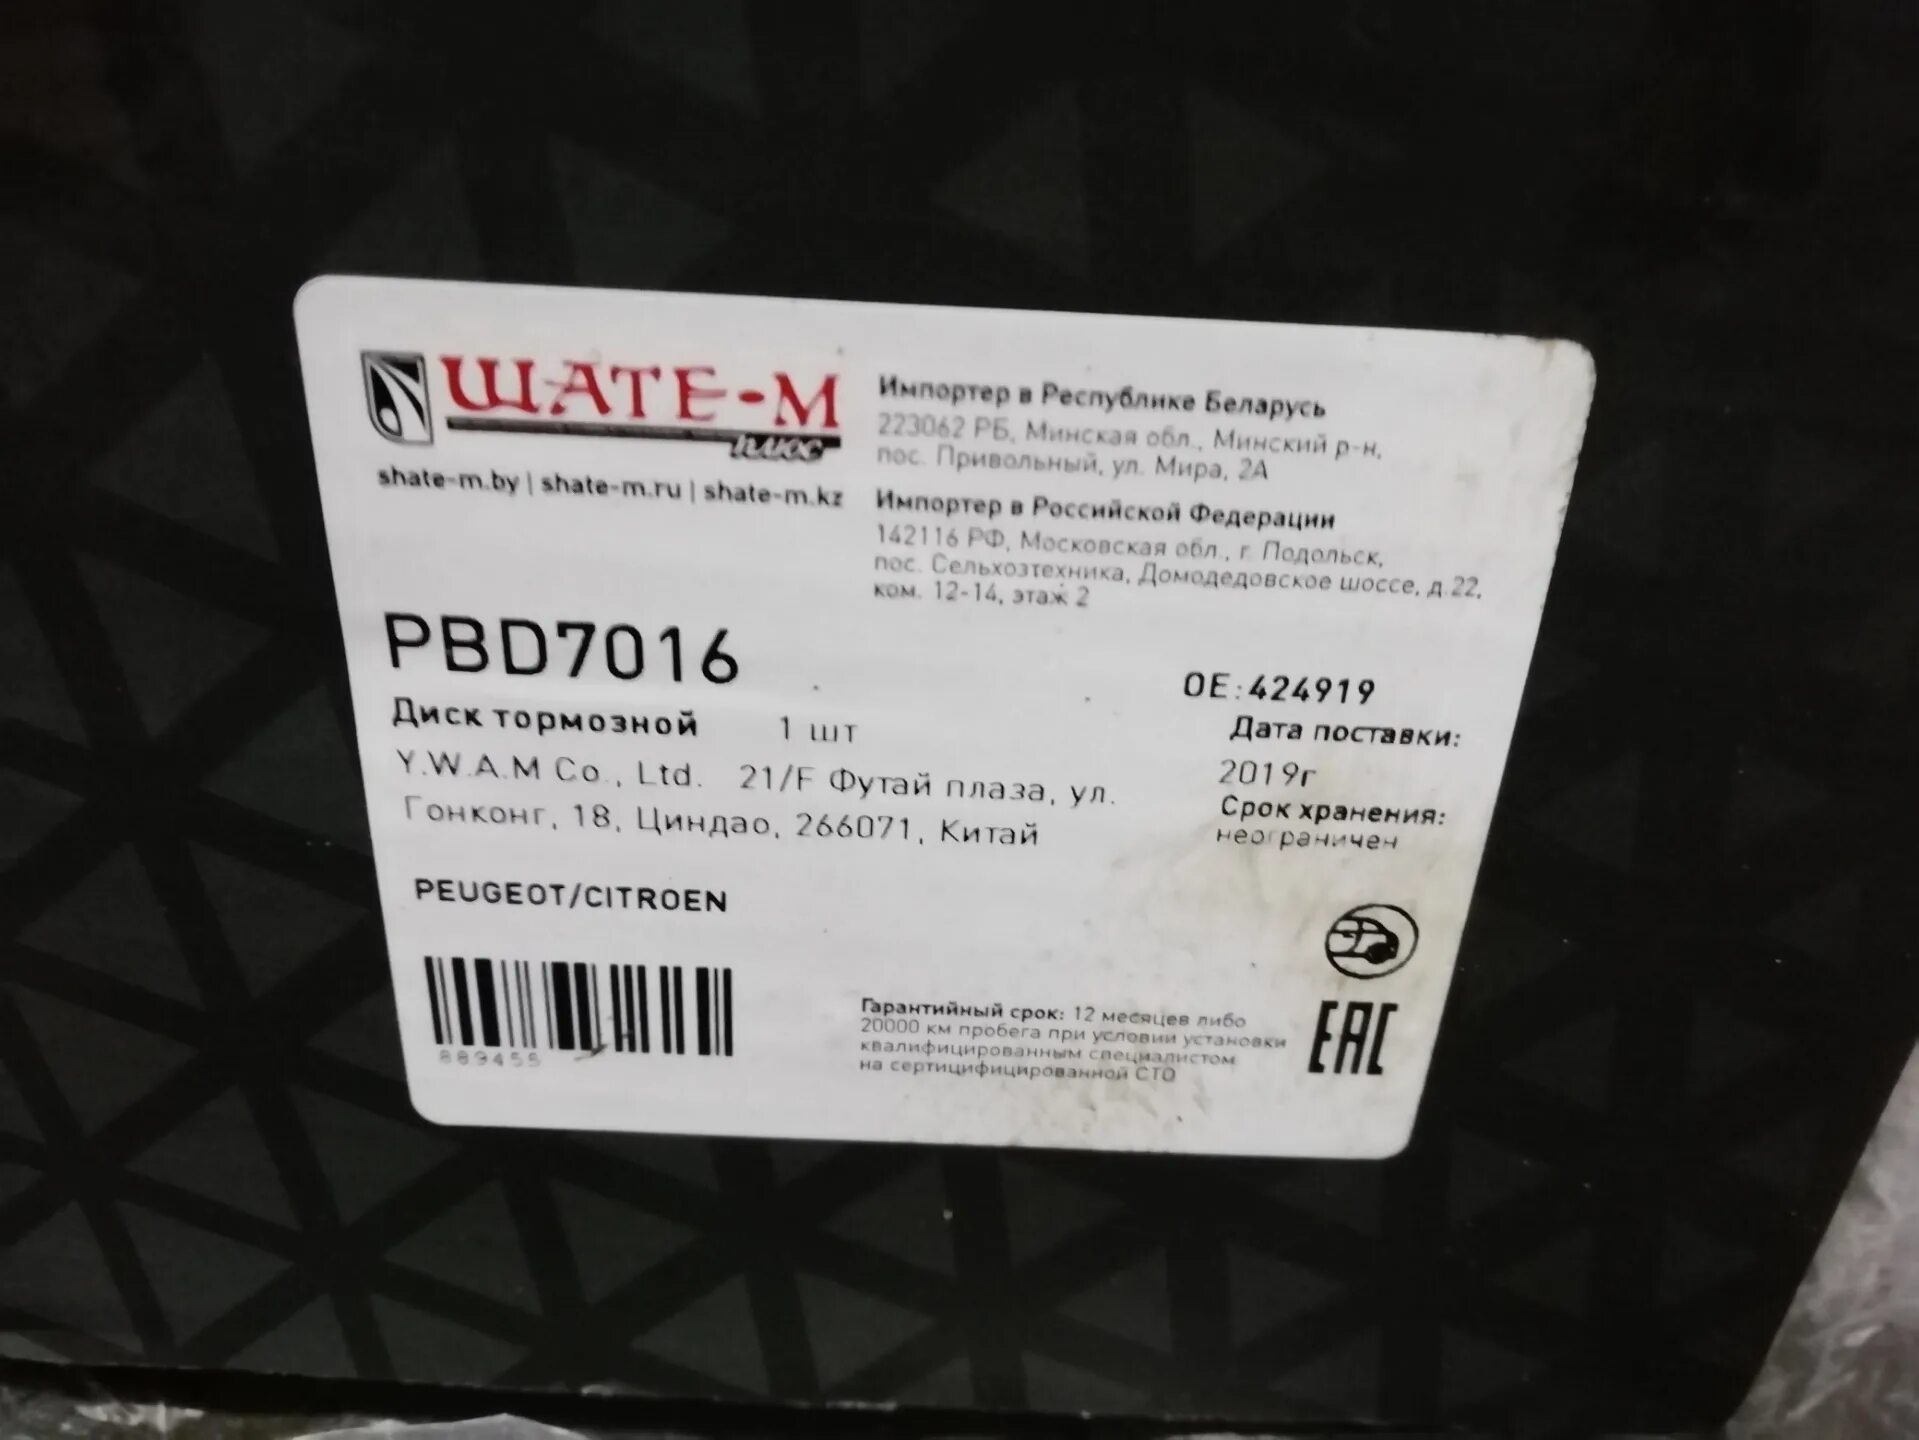 ШАТЕ-М
плюс
shate-m.by | shate-m.ru | shate-m.kz
Импортер в Республике Беларусь
223062 РБ, Минская обл., Минский р-н,
пос. Привольный, ул. Мира, 2А
Импортер в Российской Федерации
142116 РФ, Московская обл., г. Подольск,
пос. Сельхозтехника, Домодедовское шоссе, д.22,
ком. 12-14, этаж 2
PBD7016
Диск тормозной 1 шт
Y.W.A.M Co., Ltd. 21/F Футай плаза, ул.
Гонконг, 18, Циндао, 266071, Китай
OE:424919
Дата поставки:
2019г
Срок хранения:
неограничен
PEUGEOT/CITROEN
889455
Гарантийный срок: 12 месяцев либо
20000 км пробега при условии установки
квалифицированным специалистом
на сертицифицированной СТО
EAC